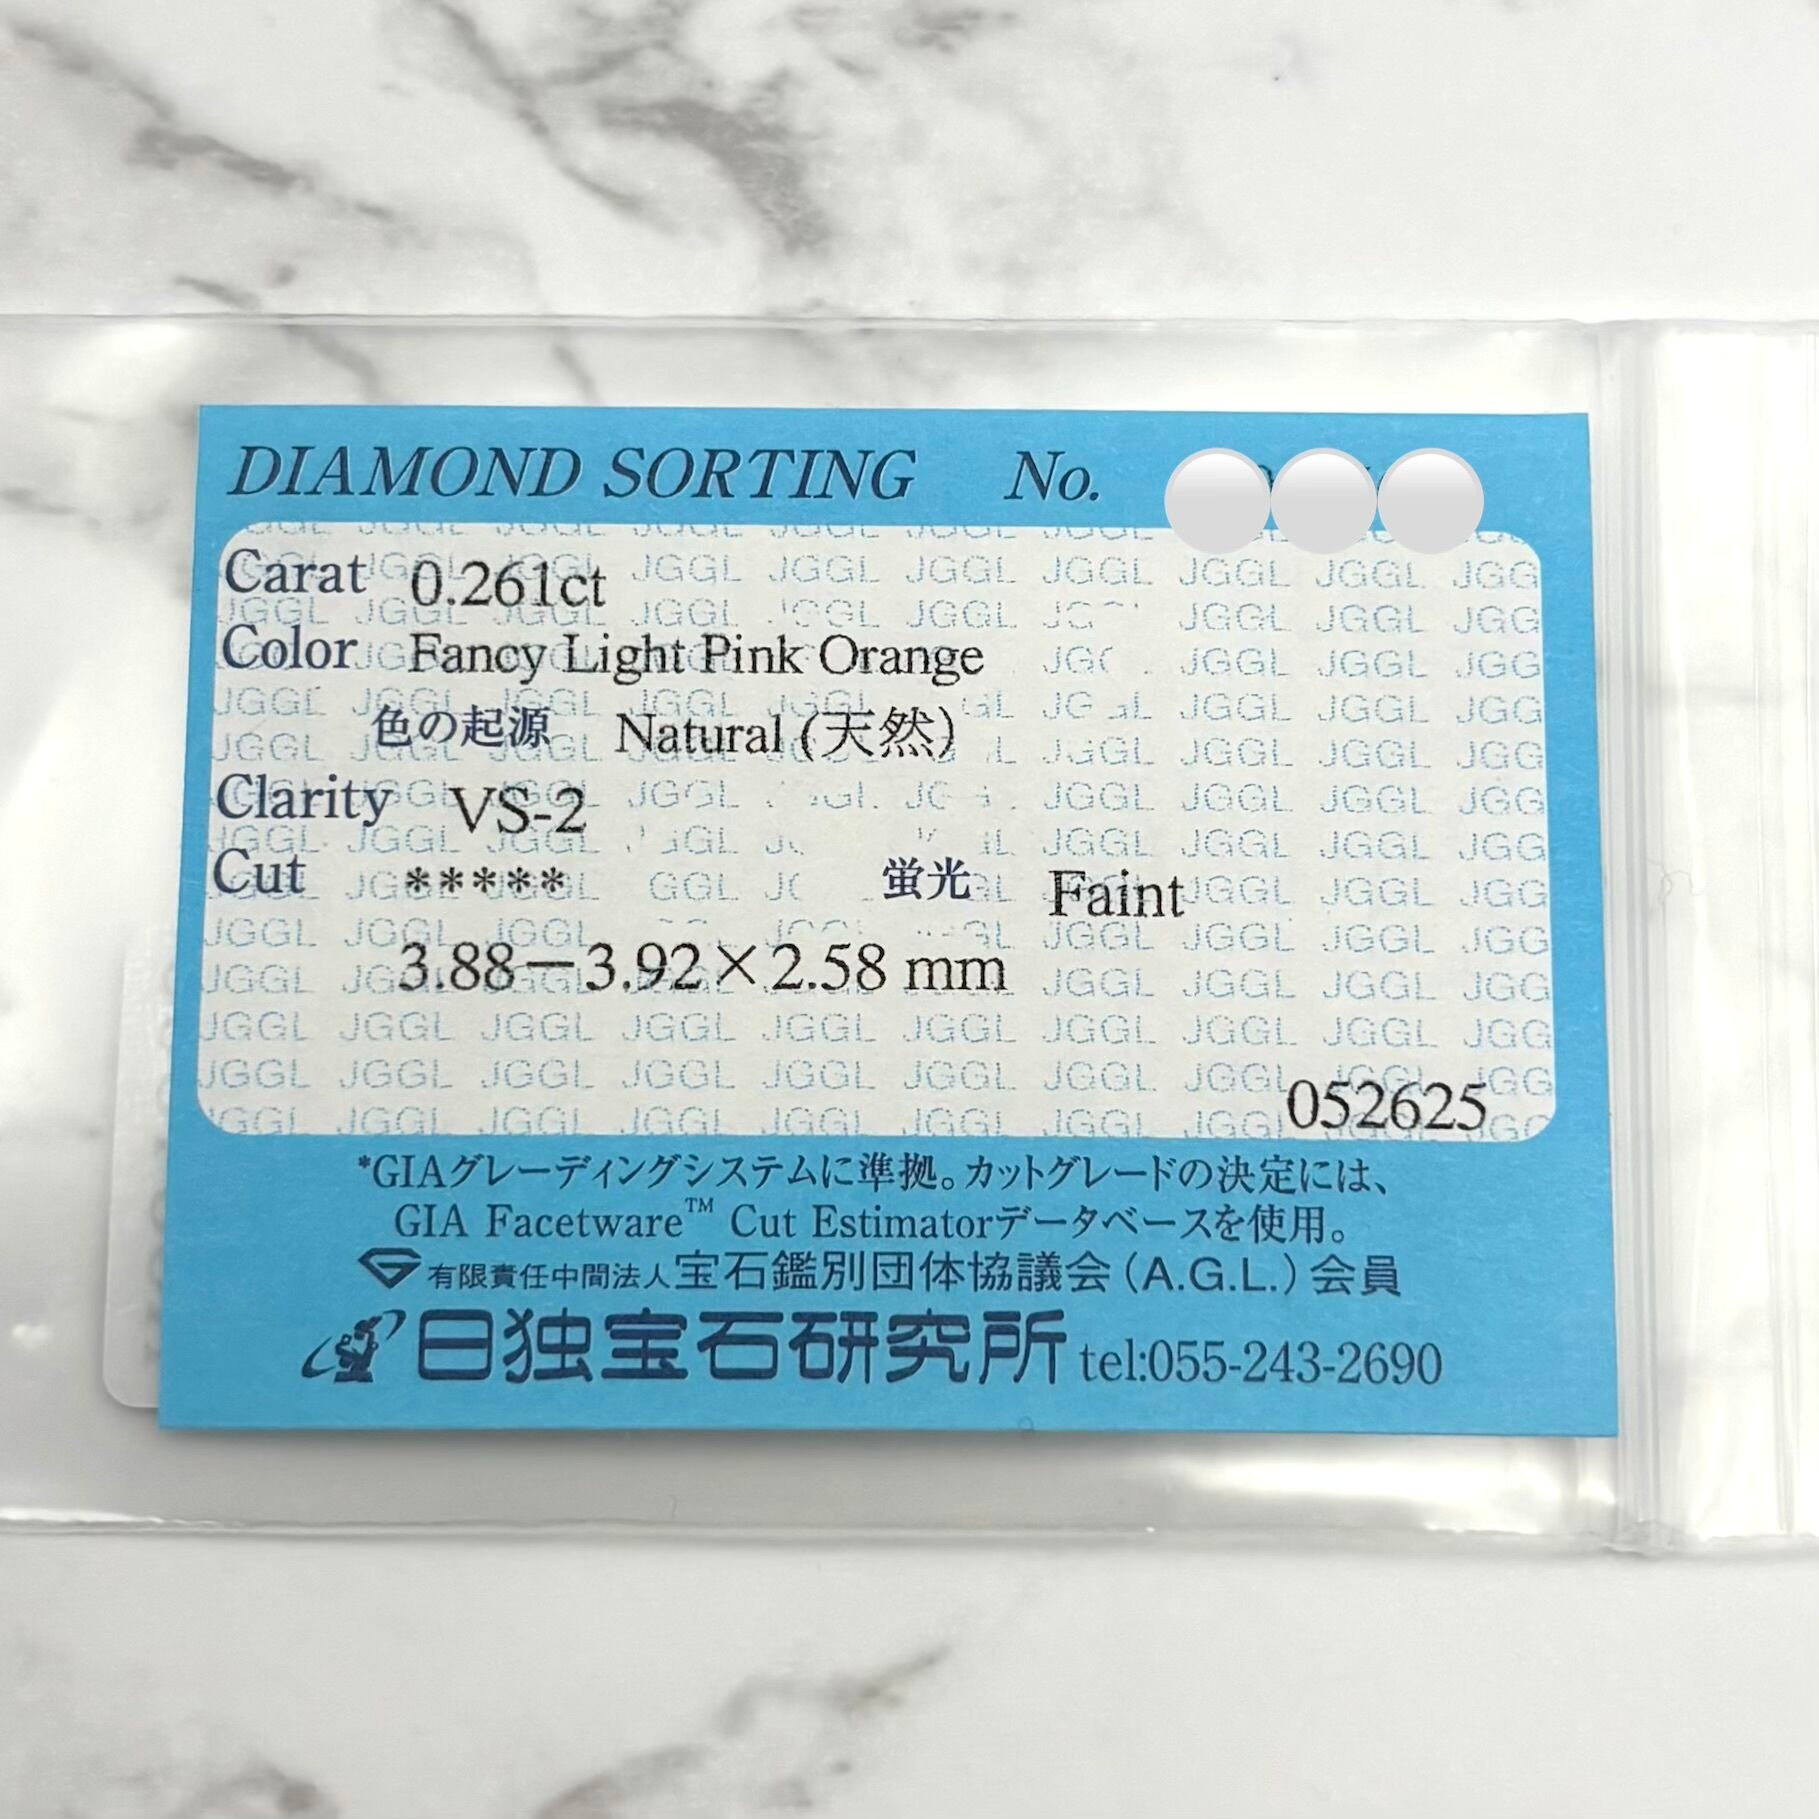 DIAMOND SORTING No.
Carat 0.261ct
Color Fancy Light Pink Orange
色の起源 Natural (天然)
Clarity VS-2
Cut ***** 蛍光 Faint
3.88－3.92×2.58 mm
052625
*GIAグレーディングシステムに準拠。カットグレードの決定には、
GIA Facetware™ Cut Estimatorデータベースを使用。
有限責任中間法人宝石鑑別団体協議会（A.G.L.）会員
日独宝石研究所 tel:055-243-2690